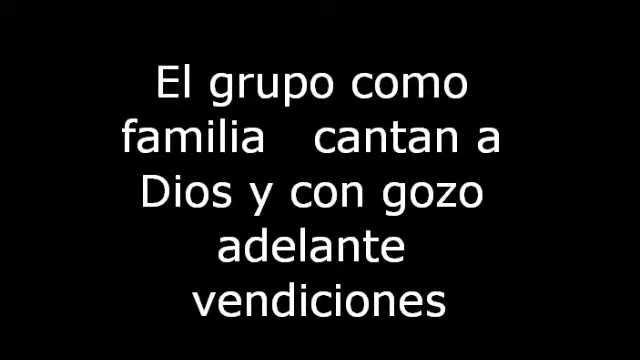 El grupo como
familia   cantan a
Dios y con gozo
adelante
vendiciones